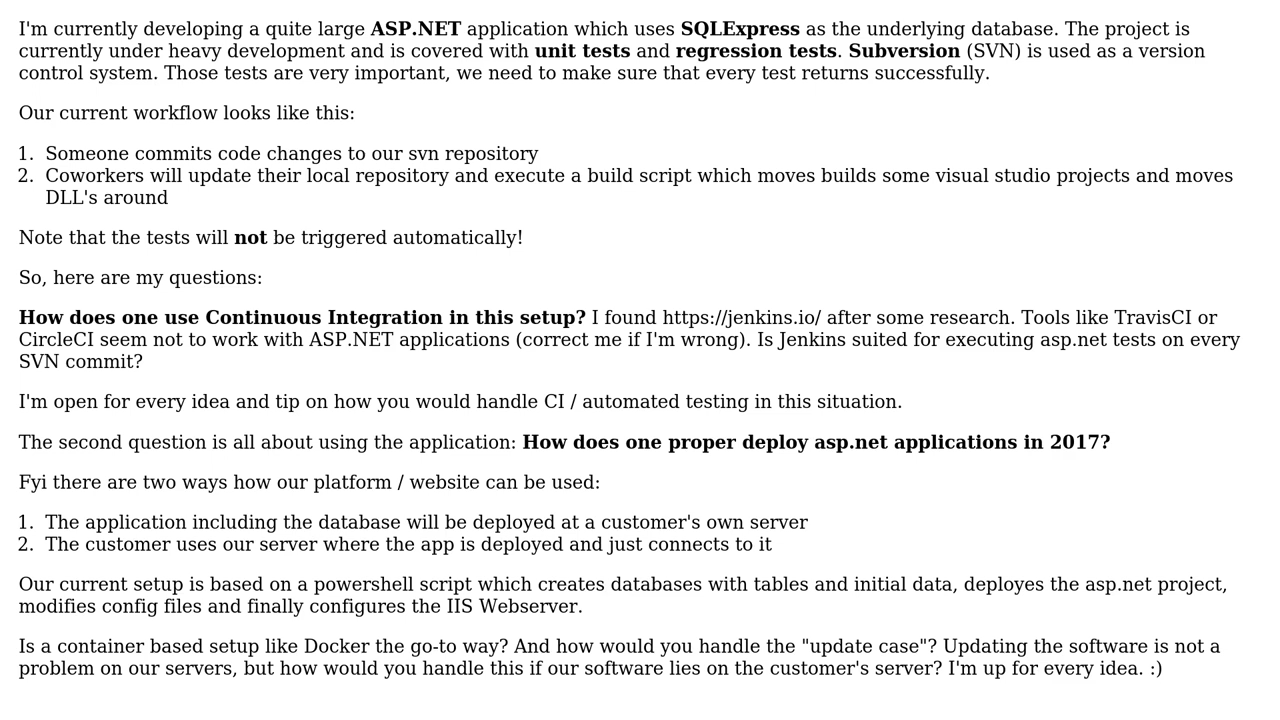 I'm currently developing a quite large ASP.NET application which uses SQLExpress as the underlying database. The project is
currently under heavy development and is covered with unit tests and regression tests. Subversion (SVN) is used as a version
control system. Those tests are very important, we need to make sure that every test returns successfully.
Our current workflow looks like this:
1. Someone commits code changes to our svn repository
2. Coworkers will update their local repository and execute a build script which moves builds some visual studio projects and moves
DLL's around
Note that the tests will not be triggered automatically!
So, here are my questions:
How does one use Continuous Integration in this setup? I found https://jenkins.io/ after some research. Tools like TravisCI or
CircleCI seem not to work with ASP.NET applications (correct me if I'm wrong). Is Jenkins suited for executing asp.net tests on every
SVN commit?
I'm open for every idea and tip on how you would handle CI / automated testing in this situation.
The second question is all about using the application: How does one proper deploy asp.net applications in 2017?
Fyi there are two ways how our platform / website can be used:
1. The application including the database will be deployed at a customer's own server
2. The customer uses our server where the app is deployed and just connects to it
Our current setup is based on a powershell script which creates databases with tables and initial data, deployes the asp.net project,
modifies config files and finally configures the IIS Webserver.
Is a container based setup like Docker the go-to way? And how would you handle the "update case"? Updating the software is not a
problem on our servers, but how would you handle this if our software lies on the customer's server? I'm up for every idea. :)